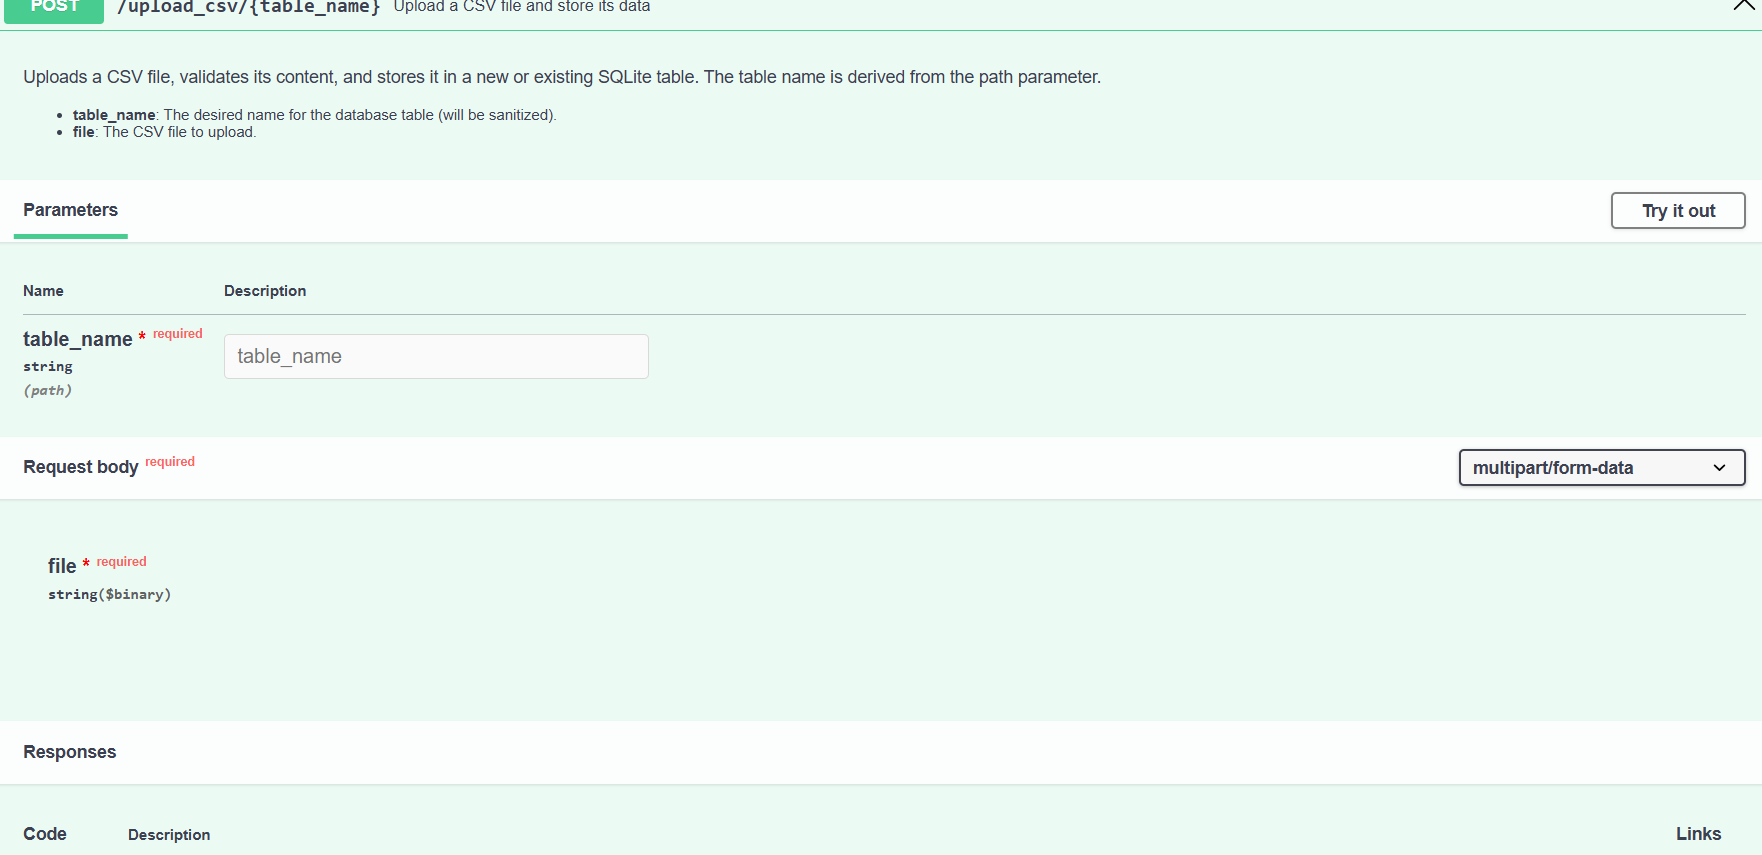 POST /upload_csv/{table_name} Upload a CSV file and store its data
Uploads a CSV file, validates its content, and stores it in a new or existing SQLite table. The table name is derived from the path parameter.
• table_name: The desired name for the database table (will be sanitized).
• file: The CSV file to upload.
Parameters
Try it out
Name Description
table_name * required
string
(path)
table_name
Request body required
multipart/form-data
file * required
string($binary)
Responses
Code Description Links